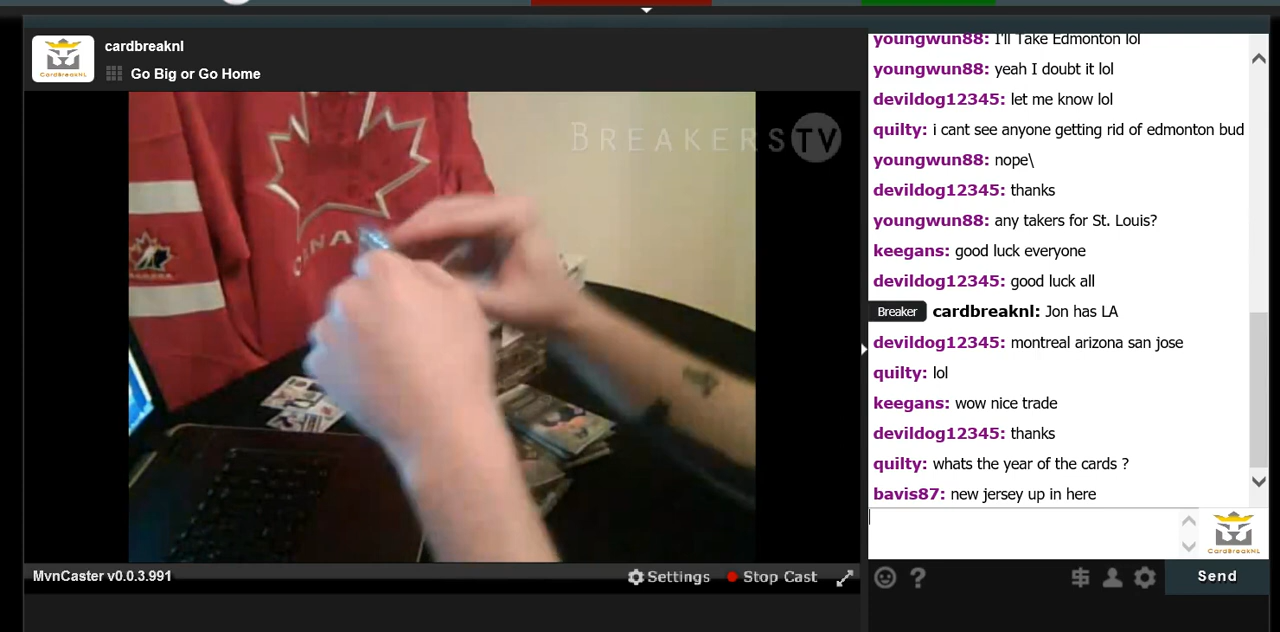 cardbreaknl
Go Big or Go Home
CardBreakNL
BREAKERSTV
CANA
MvnCaster v0.0.3.991
Settings
Stop Cast
youngwun88: I'll Take Edmonton lol
youngwun88: yeah I doubt it lol
devildog12345: let me know lol
quilty: i cant see anyone getting rid of edmonton bud
youngwun88: nope\
devildog12345: thanks
youngwun88: any takers for St. Louis?
keegans: good luck everyone
devildog12345: good luck all
Breaker cardbreaknl: Jon has LA
devildog12345: montreal arizona san jose
quilty: lol
keegans: wow nice trade
devildog12345: thanks
quilty: whats the year of the cards ?
bavis87: new jersey up in here
CardBreakNL
Send